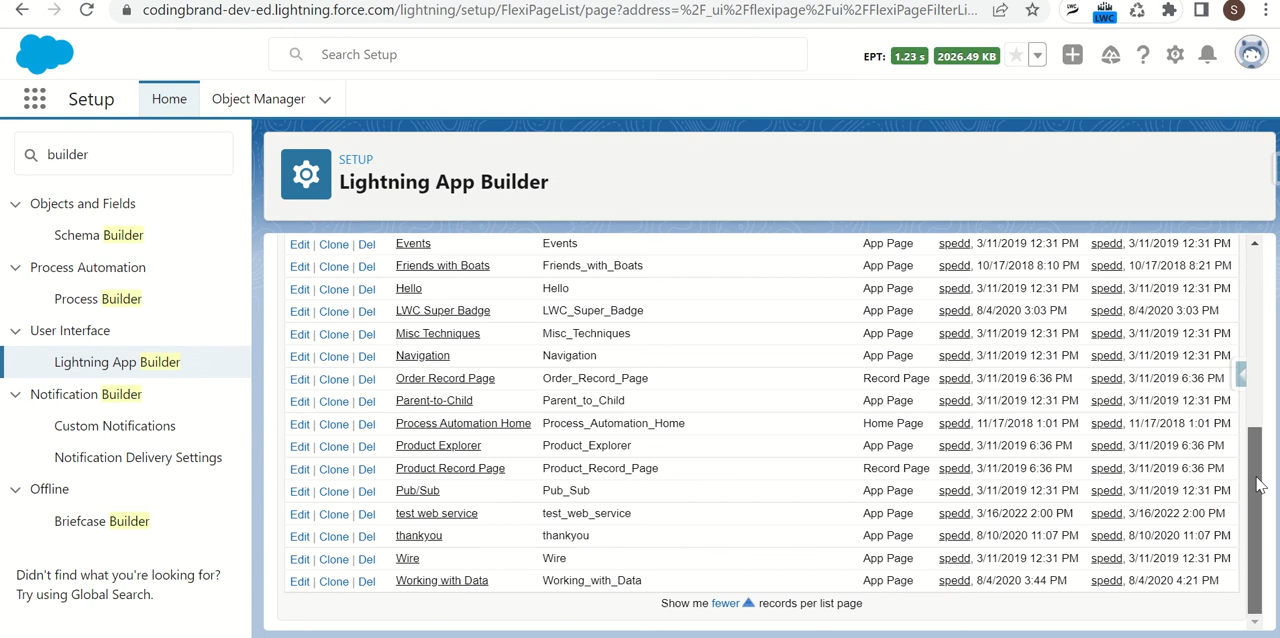 codingbrand-dev-ed.lightning.force.com/lightning/setup/FlexiPageList/page?address=%2F_ui%2Fflexipage%2Fui%2FFlexiPageFilterLi...
LWC
S
Search Setup
EPT: 1.23 s 2026.49 KB
Setup Home Object Manager
builder
Objects and Fields
Schema Builder
Process Automation
Process Builder
User Interface
Lightning App Builder
Notification Builder
Custom Notifications
Notification Delivery Settings
Offline
Briefcase Builder
Didn't find what you're looking for?
Try using Global Search.
SETUP
Lightning App Builder
Edit | Clone | Del Events Events App Page spedd, 3/11/2019 12:31 PM spedd, 3/11/2019 12:31 PM
Edit | Clone | Del Friends with Boats Friends_with_Boats App Page spedd, 10/17/2018 8:10 PM spedd, 10/17/2018 8:21 PM
Edit | Clone | Del Hello Hello App Page spedd, 3/11/2019 12:31 PM spedd, 3/11/2019 12:31 PM
Edit | Clone | Del LWC Super Badge LWC_Super_Badge App Page spedd, 8/4/2020 3:03 PM spedd, 8/4/2020 3:03 PM
Edit | Clone | Del Misc Techniques Misc_Techniques App Page spedd, 3/11/2019 12:31 PM spedd, 3/11/2019 12:31 PM
Edit | Clone | Del Navigation Navigation App Page spedd, 3/11/2019 12:31 PM spedd, 3/11/2019 12:31 PM
Edit | Clone | Del Order Record Page Order_Record_Page Record Page spedd, 3/11/2019 6:36 PM spedd, 3/11/2019 6:36 PM
Edit | Clone | Del Parent-to-Child Parent_to_Child App Page spedd, 3/11/2019 12:31 PM spedd, 3/11/2019 12:31 PM
Edit | Clone | Del Process Automation Home Process_Automation_Home Home Page spedd, 11/17/2018 1:01 PM spedd, 11/17/2018 1:01 PM
Edit | Clone | Del Product Explorer Product_Explorer App Page spedd, 3/11/2019 6:36 PM spedd, 3/11/2019 6:36 PM
Edit | Clone | Del Product Record Page Product_Record_Page Record Page spedd, 3/11/2019 6:36 PM spedd, 3/11/2019 6:36 PM
Edit | Clone | Del Pub/Sub Pub_Sub App Page spedd, 3/11/2019 12:31 PM spedd, 3/11/2019 12:31 PM
Edit | Clone | Del test web service test_web_service App Page spedd, 3/16/2022 2:00 PM spedd, 3/16/2022 2:00 PM
Edit | Clone | Del thankyou thankyou App Page spedd, 8/10/2020 11:07 PM spedd, 8/10/2020 11:07 PM
Edit | Clone | Del Wire Wire App Page spedd, 3/11/2019 12:31 PM spedd, 3/11/2019 12:31 PM
Edit | Clone | Del Working with Data Working_with_Data App Page spedd, 8/4/2020 3:44 PM spedd, 8/4/2020 4:21 PM
Show me fewer records per list page